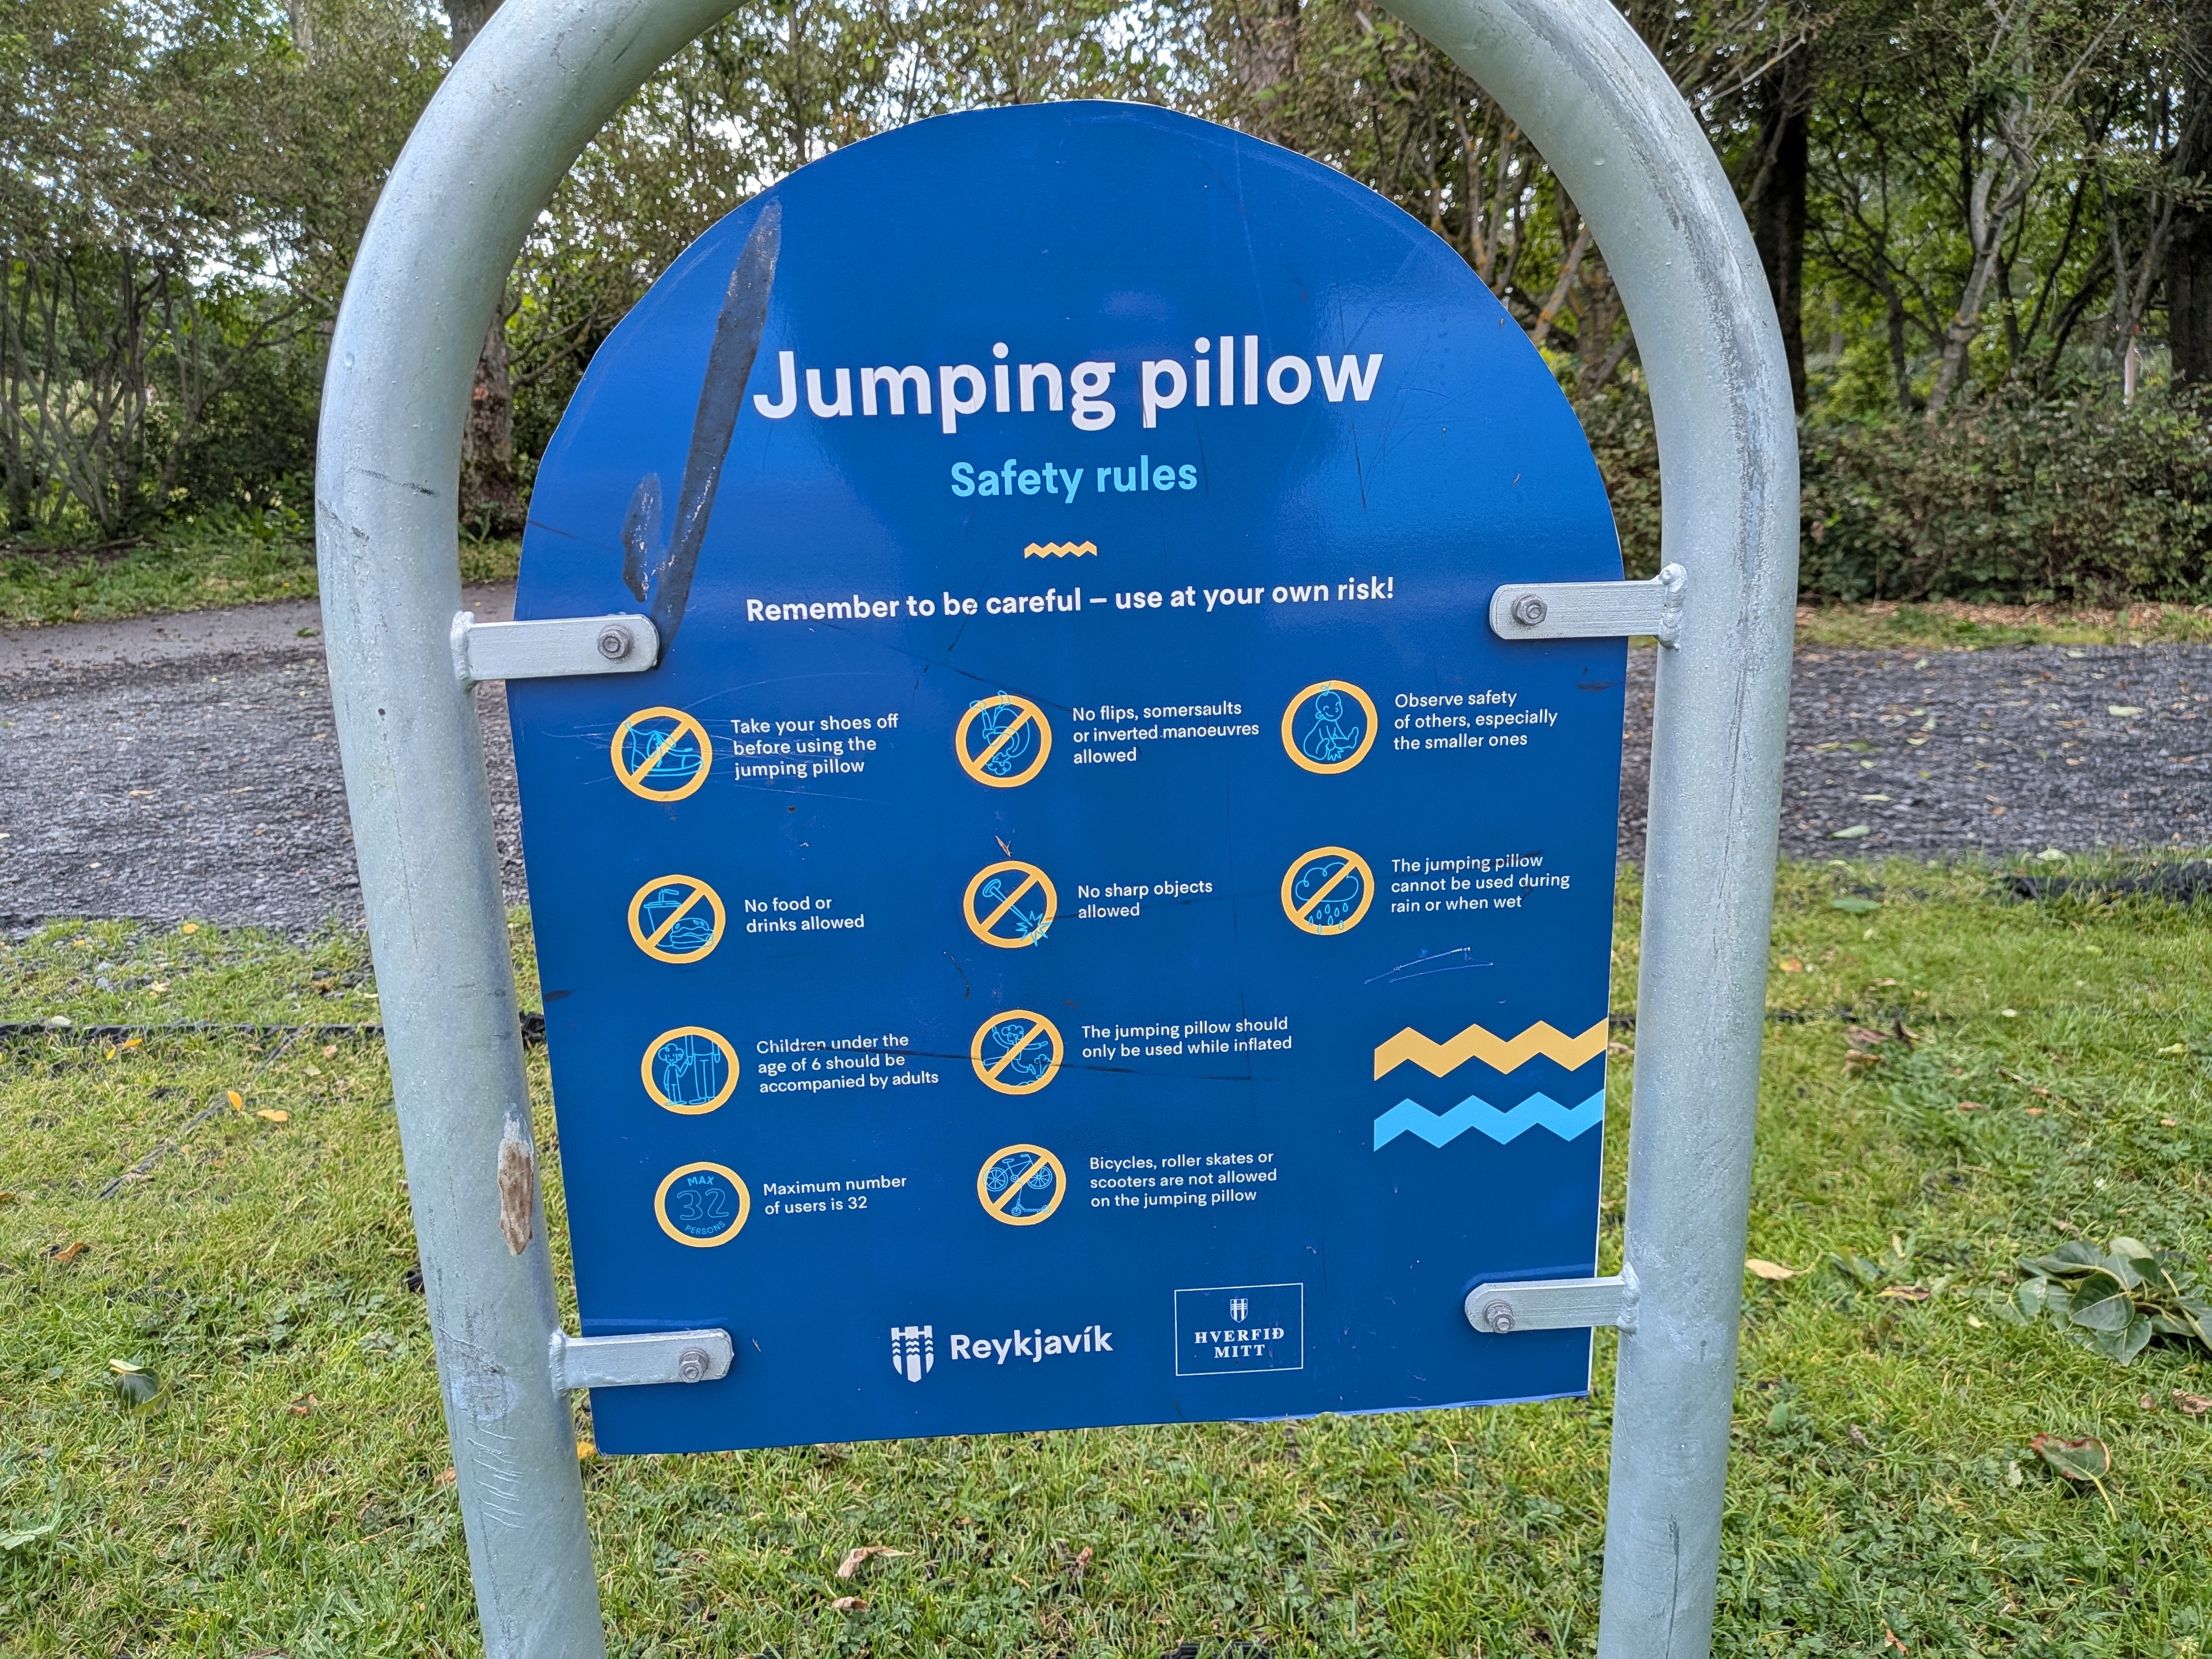 Jumping pillow
Safety rules
Remember to be careful – use at your own risk!
Take your shoes off
before using the
jumping pillow
No flips, somersaults
or inverted manoeuvres
allowed
Observe safety
of others, especially
the smaller ones
No food or
drinks allowed
No sharp objects
allowed
The jumping pillow
cannot be used during
rain or when wet
Children under the
age of 6 should be
accompanied by adults
The jumping pillow should
only be used while inflated
MAX
32
PERSONS
Maximum number
of users is 32
Bicycles, roller skates or
scooters are not allowed
on the jumping pillow
Reykjavík
HVERFIÐ
MITT